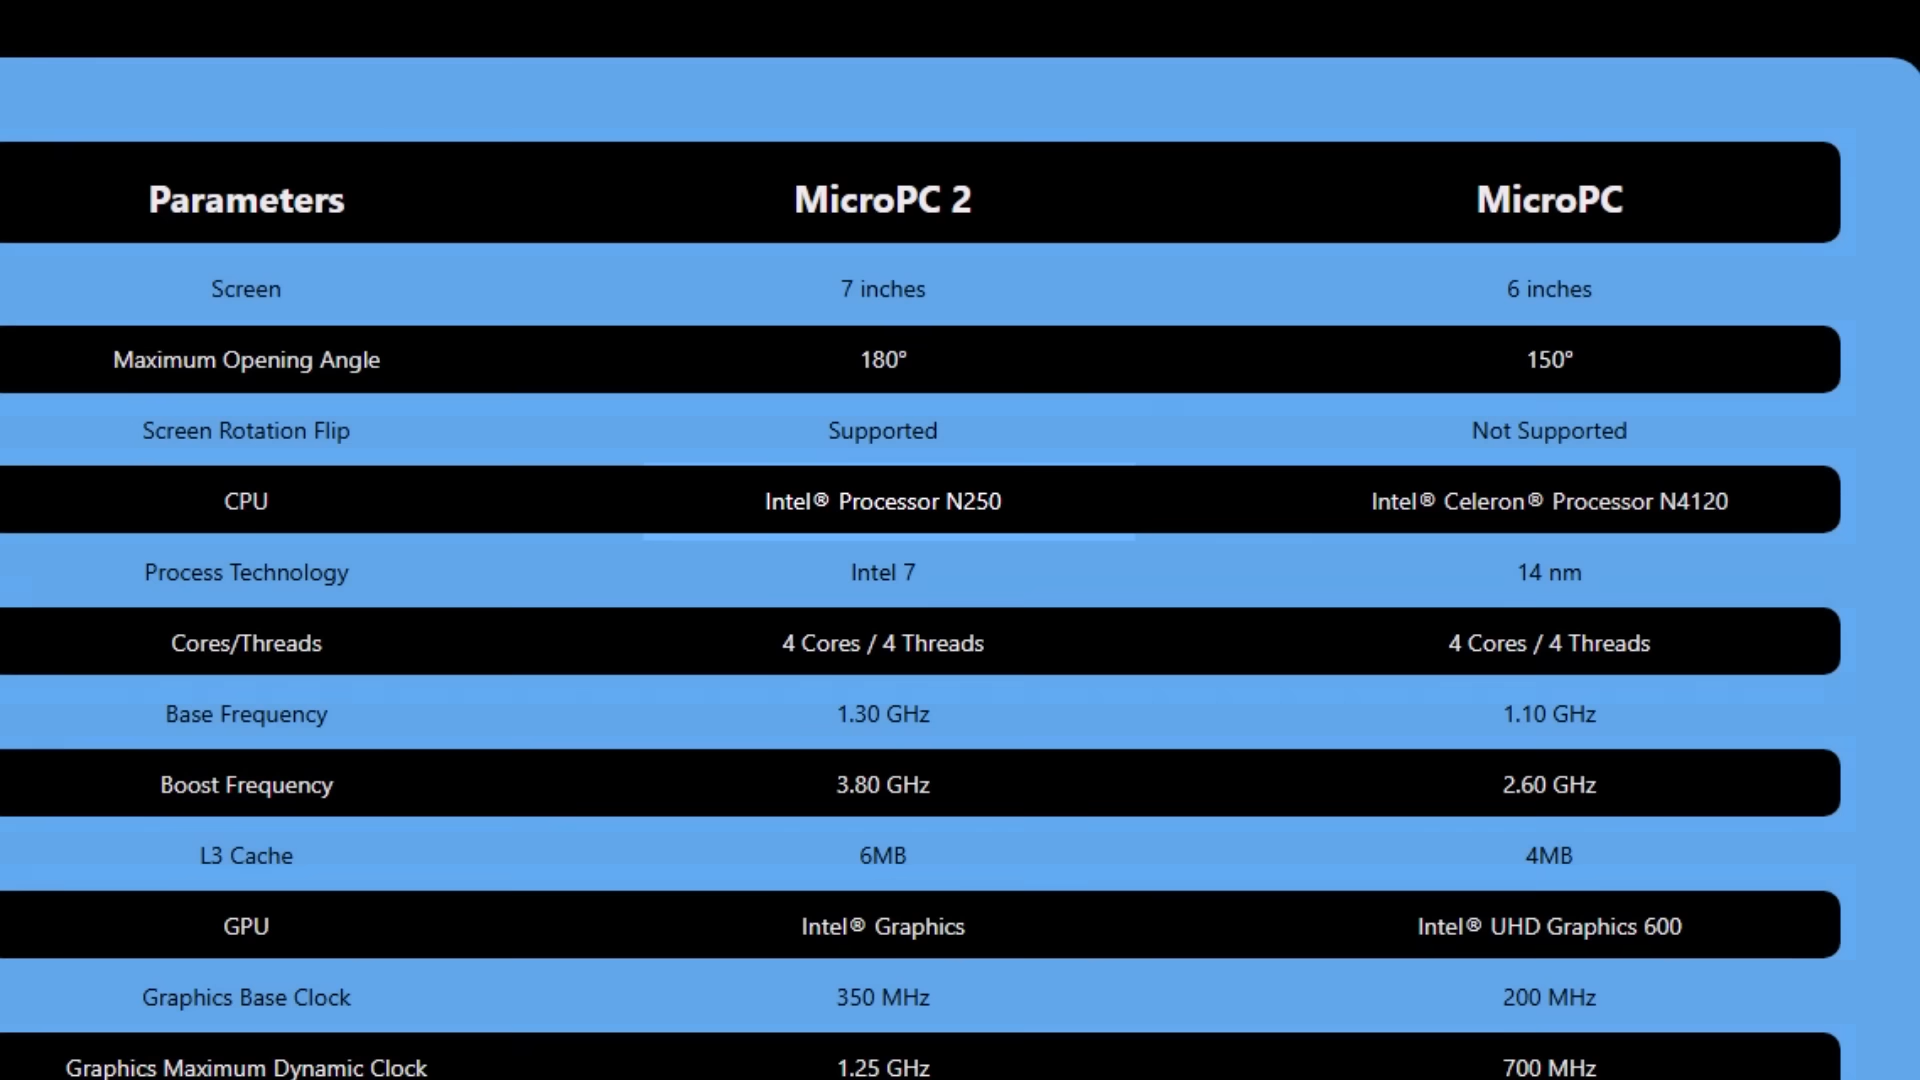 Parameters MicroPC 2 MicroPC
Screen 7 inches 6 inches
Maximum Opening Angle 180° 150°
Screen Rotation Flip Supported Not Supported
CPU Intel® Processor N250 Intel® Celeron® Processor N4120
Process Technology Intel 7 14 nm
Cores/Threads 4 Cores / 4 Threads 4 Cores / 4 Threads
Base Frequency 1.30 GHz 1.10 GHz
Boost Frequency 3.80 GHz 2.60 GHz
L3 Cache 6MB 4MB
GPU Intel® Graphics Intel® UHD Graphics 600
Graphics Base Clock 350 MHz 200 MHz
Graphics Maximum Dynamic Clock 1.25 GHz 700 MHz